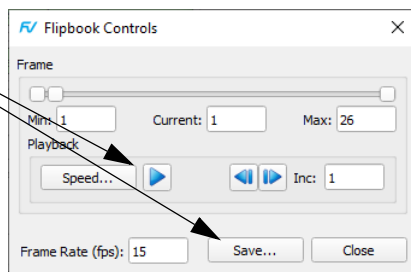 FV Flipbook Controls
Frame
Min: 1 Current: 1 Max: 26
Playback
Speed... Inc: 1
Frame Rate (fps): 15 Save... Close